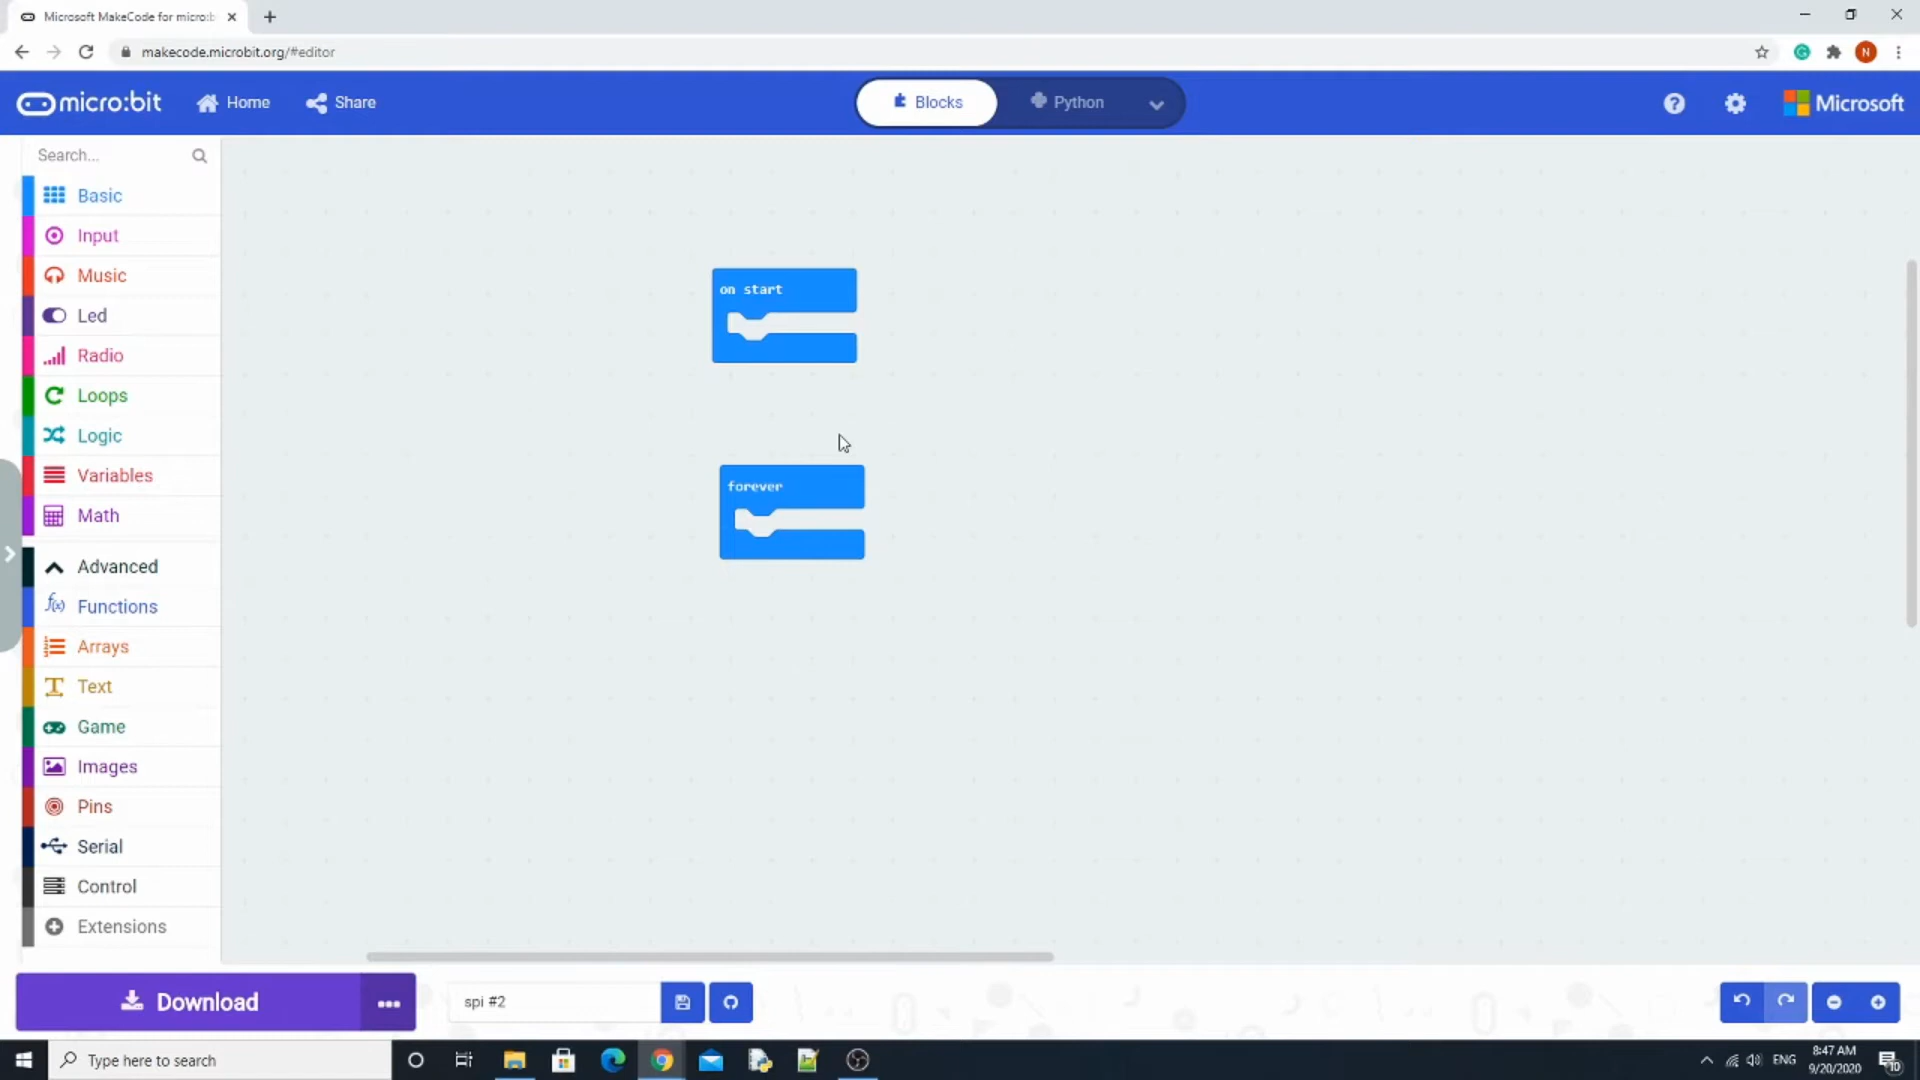 Microsoft MakeCode for micro:b
makecode.microbit.org/#editor
N
micro:bit
Home
Share
Blocks
Python
Microsoft
Search...
Basic
Input
Music
Led
Radio
Loops
Logic
Variables
Math
Advanced
Functions
Arrays
Text
Game
Images
Pins
Serial
Control
Extensions
on start
forever
Download
spi #2
Type here to search
ENG
8:47 AM
9/20/2020
10